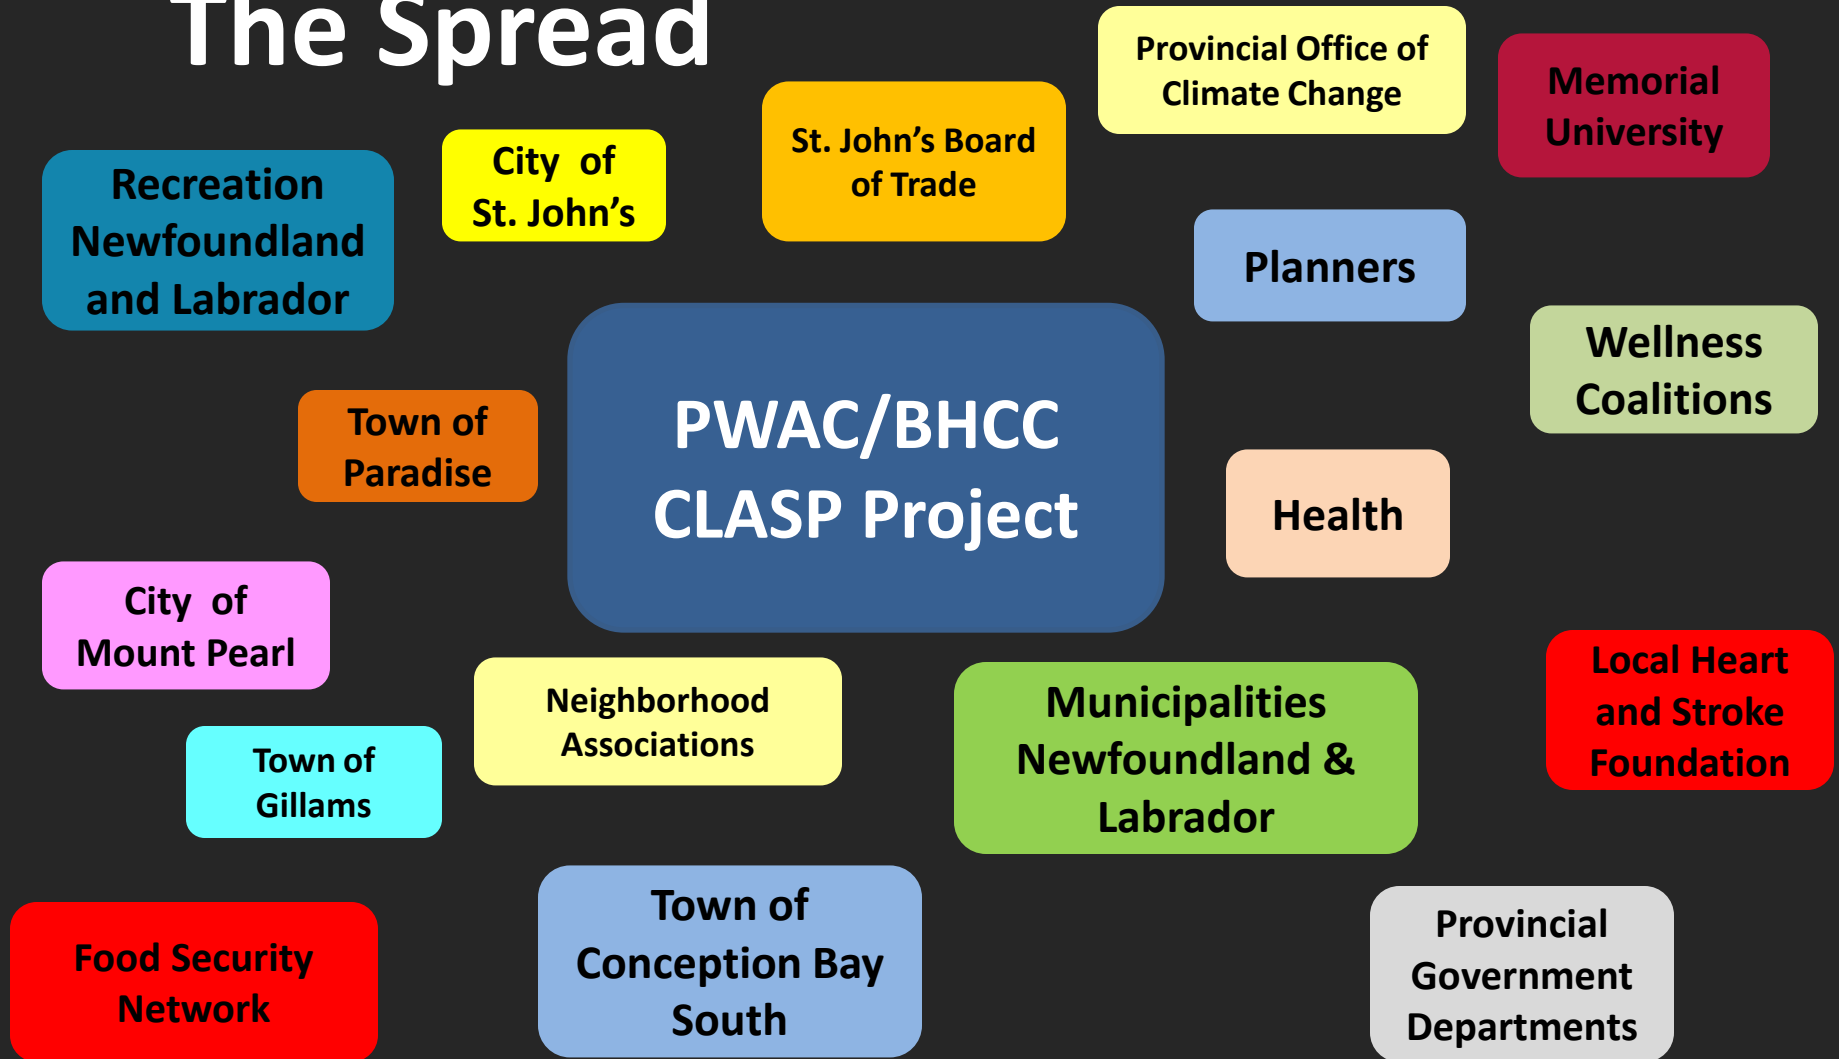 The Spread
Provincial Office of
Climate Change
Memorial
University
St. John’s Board
of Trade
City of
St. John’s
Recreation
Newfoundland
and Labrador
Planners
Wellness
Coalitions
Town of
Paradise
PWAC/BHCC
CLASP Project
Health
City of
Mount Pearl
Neighborhood
Associations
Municipalities
Newfoundland &
Labrador
Local Heart
and Stroke
Foundation
Town of
Gillams
Food Security
Network
Town of
Conception Bay
South
Provincial
Government
Departments